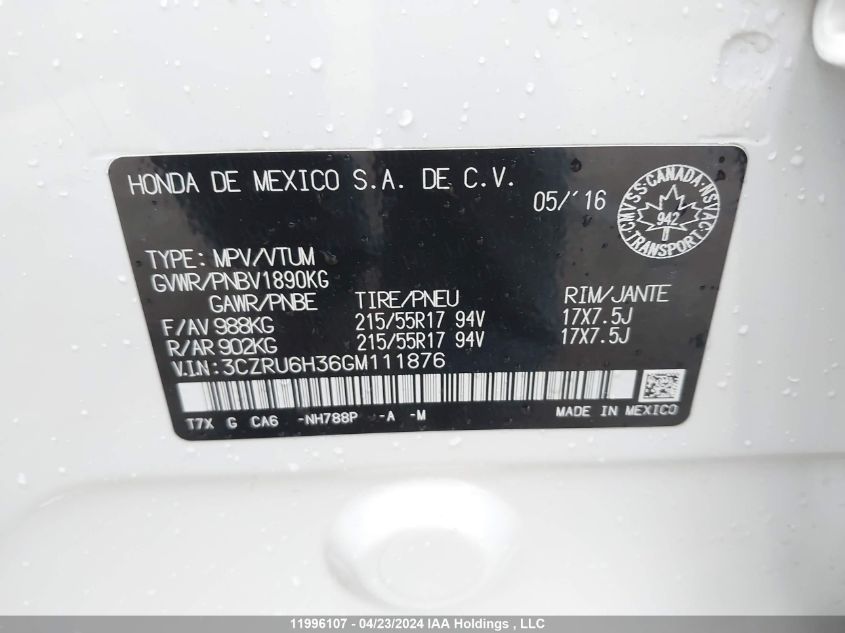 HONDA DE MEXICO S.A. DE C.V.
05/'16
CMVSS·CANADA·NSVAC·TRANSPORT
942
TYPE: MPV/VTUM
GVWR/PNBV1890KG
GAWR/PNBE TIRE/PNEU RIM/JANTE
F/AV 988KG 215/55R17 94V 17X7.5J
R/AR 902KG 215/55R17 94V 17X7.5J
V.I.N: 3CZRU6H36GM111876
T7X G CA6 -NH788P -A -M MADE IN MEXICO
11996107 - 04/23/2024 IAA Holdings , LLC